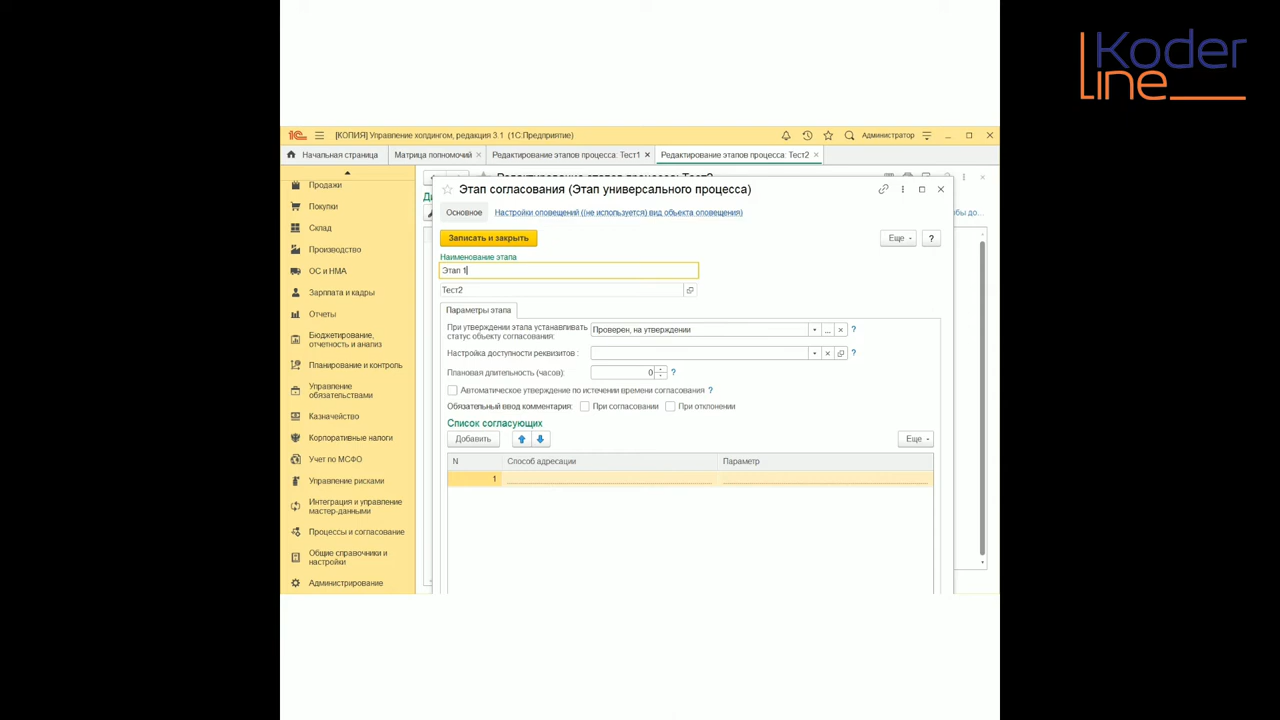 Koder
line
1С
[КОПИЯ] Управление холдингом, редакция 3.1 (1С:Предприятие)
Администратор
Начальная страница
Матрица полномочий ×
Редактирование этапов процесса: Тест1 ×
Редактирование этапов процесса: Тест2 ×
Продажи
Покупки
Склад
Производство
ОС и НМА
Зарплата и кадры
Отчеты
Бюджетирование,
отчетность и анализ
Планирование и контроль
Управление
обязательствами
Казначейство
Корпоративные налоги
Учет по МСФО
Управление рисками
Интеграция и управление
мастер-данными
Процессы и согласование
Общие справочники и
настройки
Администрирование
Этап согласования (Этап универсального процесса)
Основное
Настройки оповещений ((не используется) вид объекта оповещения)
Записать и закрыть
Еще
?
Наименование этапа
Этап 1
Тест2
Параметры этапа
При утверждении этапа устанавливать
статус объекту согласования:
Проверен, на утверждении
...
?
Настройка доступности реквизитов :
?
Плановая длительность (часов):
0
?
Автоматическое утверждение по истечении времени согласования ?
Обязательный ввод комментария:
При согласовании
При отклонении
Список согласующих
Добавить
Еще
N
Способ адресации
Параметр
1